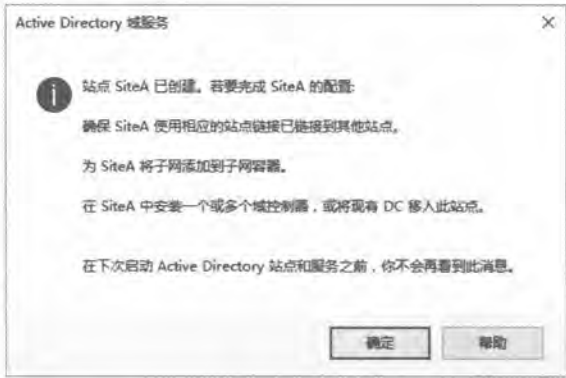 Active Directory 域服务
站点 SiteA 已创建。若要完成 SiteA 的配置:
确保 SiteA 使用相应的站点链接已链接到其他站点。
为 SiteA 将子网添加到子网容器。
在 SiteA 中安装一个或多个域控制器，或将现有 DC 移入此站点。
在下次启动 Active Directory 站点和服务之前，你不会再看到此消息。
确定
帮助